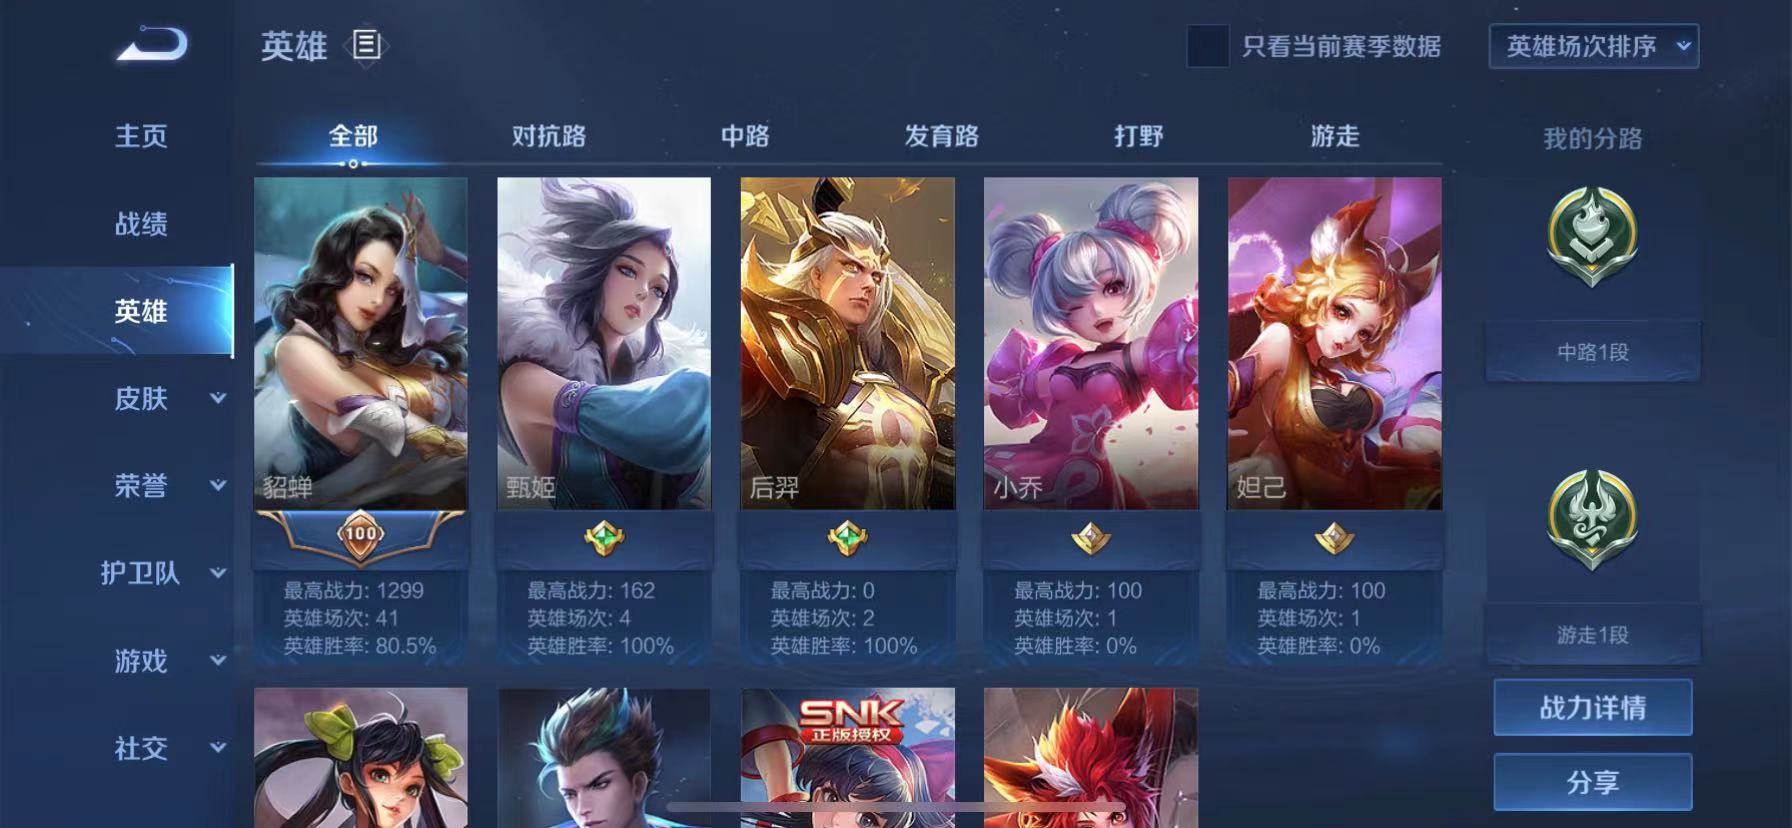 英雄
只看当前赛季数据
英雄场次排序
主页
战绩
英雄
皮肤
荣誉
护卫队
游戏
社交
全部
对抗路
中路
发育路
打野
游走
我的分路
貂蝉
甄姬
后羿
小乔
妲己
100
最高战力: 1299
英雄场次: 41
英雄胜率: 80.5%
最高战力: 162
英雄场次: 4
英雄胜率: 100%
最高战力: 0
英雄场次: 2
英雄胜率: 100%
最高战力: 100
英雄场次: 1
英雄胜率: 0%
最高战力: 100
英雄场次: 1
英雄胜率: 0%
SNK
正版授权
中路1段
游走1段
战力详情
分享